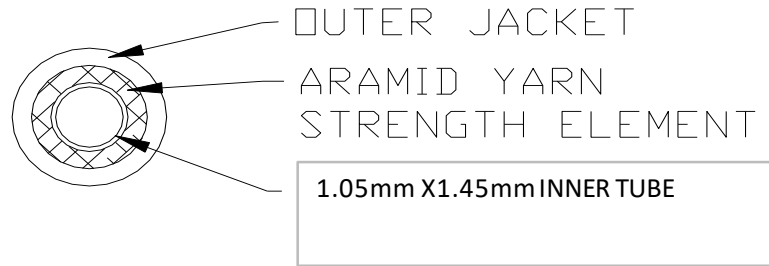 OUTER JACKET
ARAMID YARN
STRENGTH ELEMENT
1.05mm X1.45mm INNER TUBE